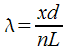 λ = xd / nL